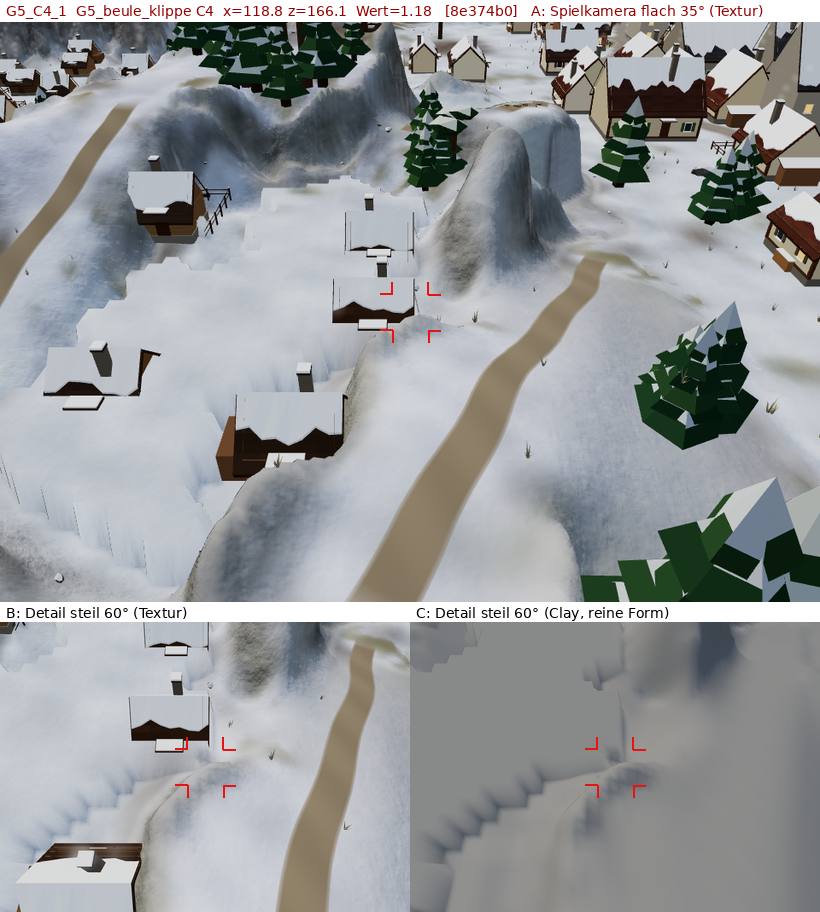 G5_C4_1  G5_beule_klippe C4  x=118.8 z=166.1  Wert=1.18   [8e374b0]   A: Spielkamera flach 35° (Textur)
B: Detail steil 60° (Textur)
C: Detail steil 60° (Clay, reine Form)